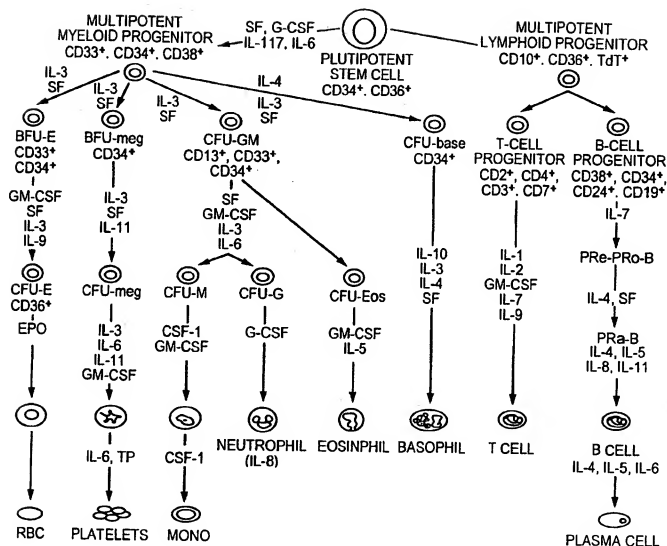 MULTIPOTENT
MYELOID PROGENITOR
CD33+, CD34+, CD38+
SF, G-CSF
IL-117, IL-6
PLUTIPOTENT
STEM CELL
CD34+. CD36+
MULTIPOTENT
LYMPHOID PROGENITOR
CD10+. CD36+. TdT+
IL-3
SF
IL-3
SF
IL-3
SF
IL-4
IL-3
SF
BFU-E
CD33+
CD34+
BFU-meg
CD34+
CFU-GM
CD13+, CD33+,
CD34+
CFU-base
CD34+
T-CELL
PROGENITOR
CD2+, CD4+,
CD3+, CD7+
B-CELL
PROGENITOR
CD38+, CD34+,
CD24+. CD19+
GM-CSF
SF
IL-3
IL-9
IL-3
SF
IL-11
SF
GM-CSF
IL-3
IL-6
IL-10
IL-3
IL-4
SF
IL-1
IL-2
GM-CSF
IL-7
IL-9
IL-7
PRe-PRo-B
IL-4, SF
PRa-B
IL-4, IL-5
IL-8, IL-11
CFU-E
CD36+
EPO
CFU-meg
IL-3
IL-6
IL-11
GM-CSF
CFU-M
CSF-1
GM-CSF
CFU-G
G-CSF
CFU-Eos
GM-CSF
IL-5
NEUTROPHIL
(IL-8)
EOSINPHIL
BASOPHIL
T CELL
B CELL
IL-4, IL-5, IL-6
IL-6, TP
CSF-1
RBC
PLATELETS
MONO
PLASMA CELL